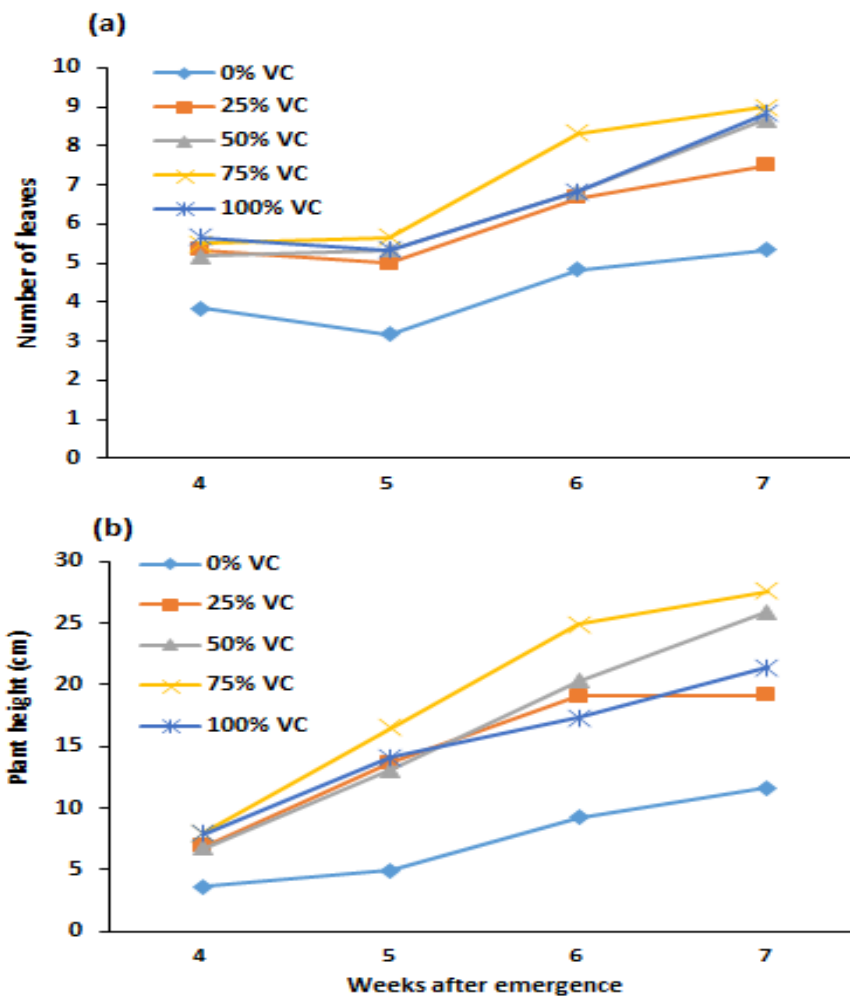 (a)
10
9
8
7
6
5
4
3
2
1
0
Number of leaves
0% VC
25% VC
50% VC
75% VC
100% VC
4 5 6 7
(b)
30
25
20
15
10
5
0
Plant height (cm)
0% VC
25% VC
50% VC
75% VC
100% VC
4 5 6 7
Weeks after emergence